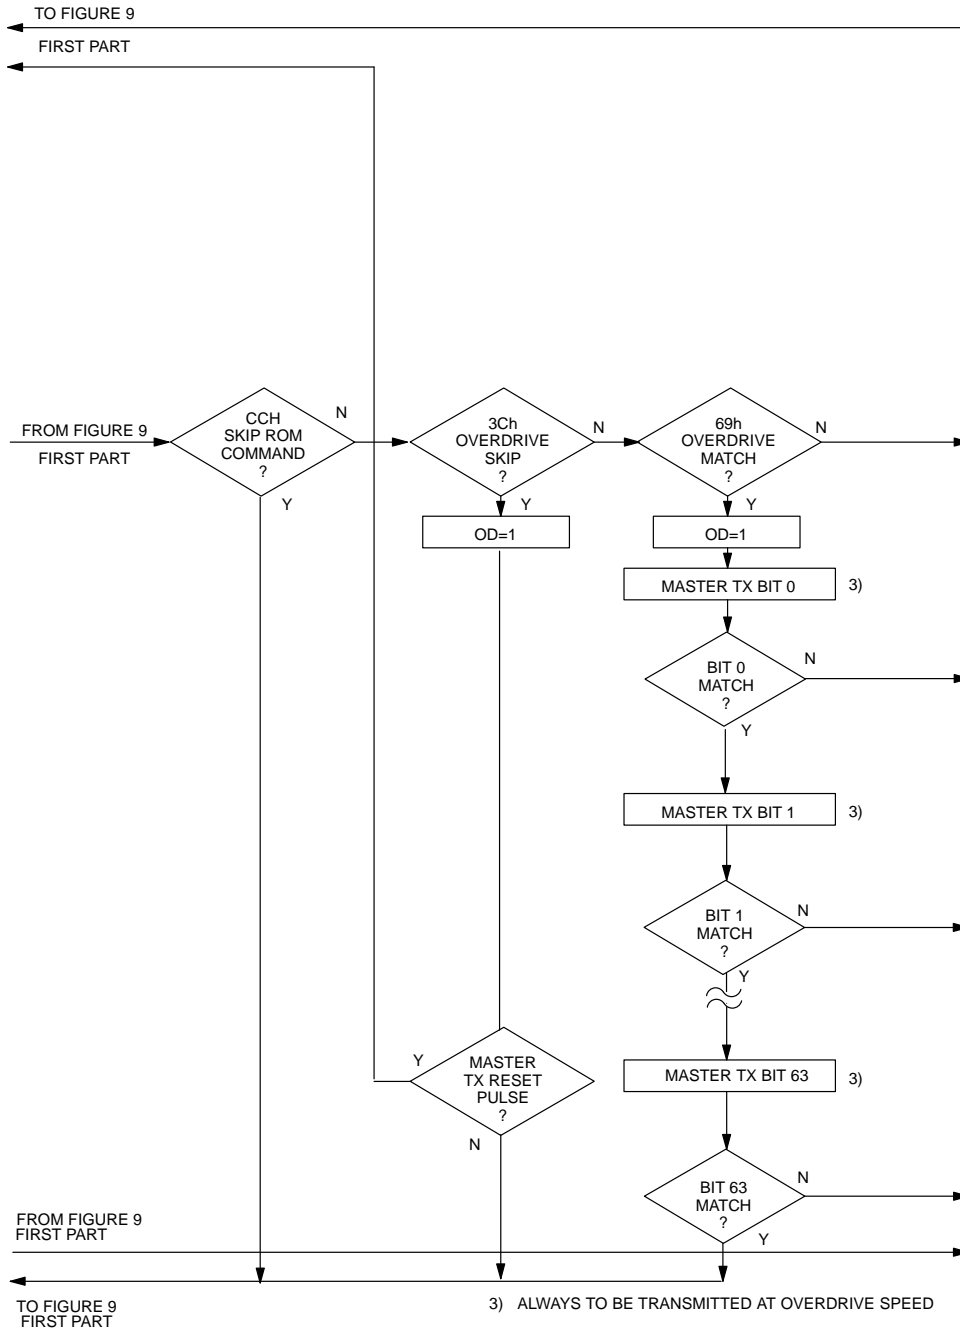 TO FIGURE 9
FIRST PART
FROM FIGURE 9
FIRST PART
CCH
SKIP ROM
COMMAND
?
N
Y
3Ch
OVERDRIVE
SKIP
?
N
Y
69h
OVERDRIVE
MATCH
?
N
Y
OD=1
OD=1
MASTER TX BIT 0
3)
BIT 0
MATCH
?
N
Y
MASTER TX BIT 1
3)
BIT 1
MATCH
?
N
Y
MASTER
TX RESET
PULSE
?
Y
N
MASTER TX BIT 63
3)
BIT 63
MATCH
?
N
Y
FROM FIGURE 9
FIRST PART
TO FIGURE 9
FIRST PART
3) ALWAYS TO BE TRANSMITTED AT OVERDRIVE SPEED